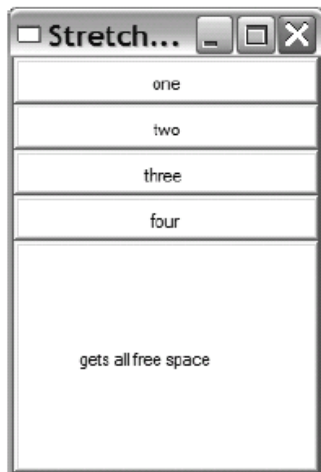 Stretch...
one
two
three
four
gets all free space